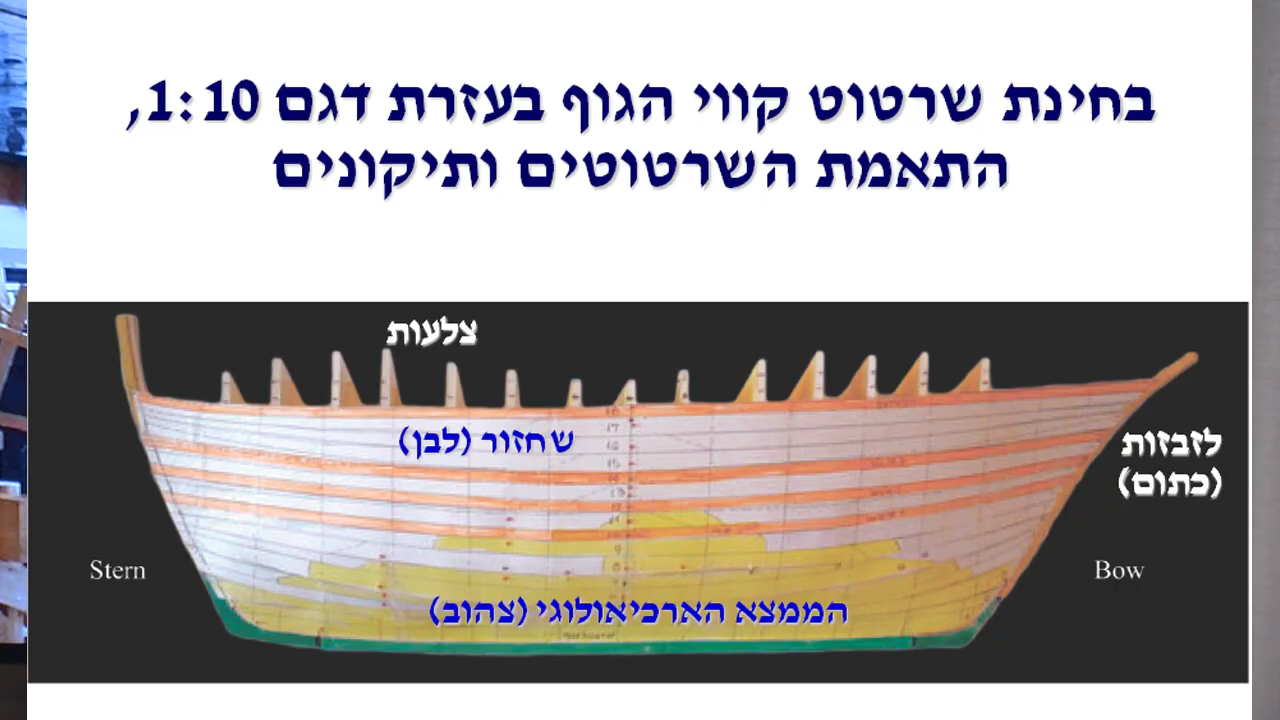 בחינת שרטוט קווי הגוף בעזרת דגם 1:10,
התאמת השרטוטים ותיקונים
צלעות
שחזור (לבן)
לזבזות
(כתום)
Stern
Bow
הממצא הארכיאולוגי (צהוב)